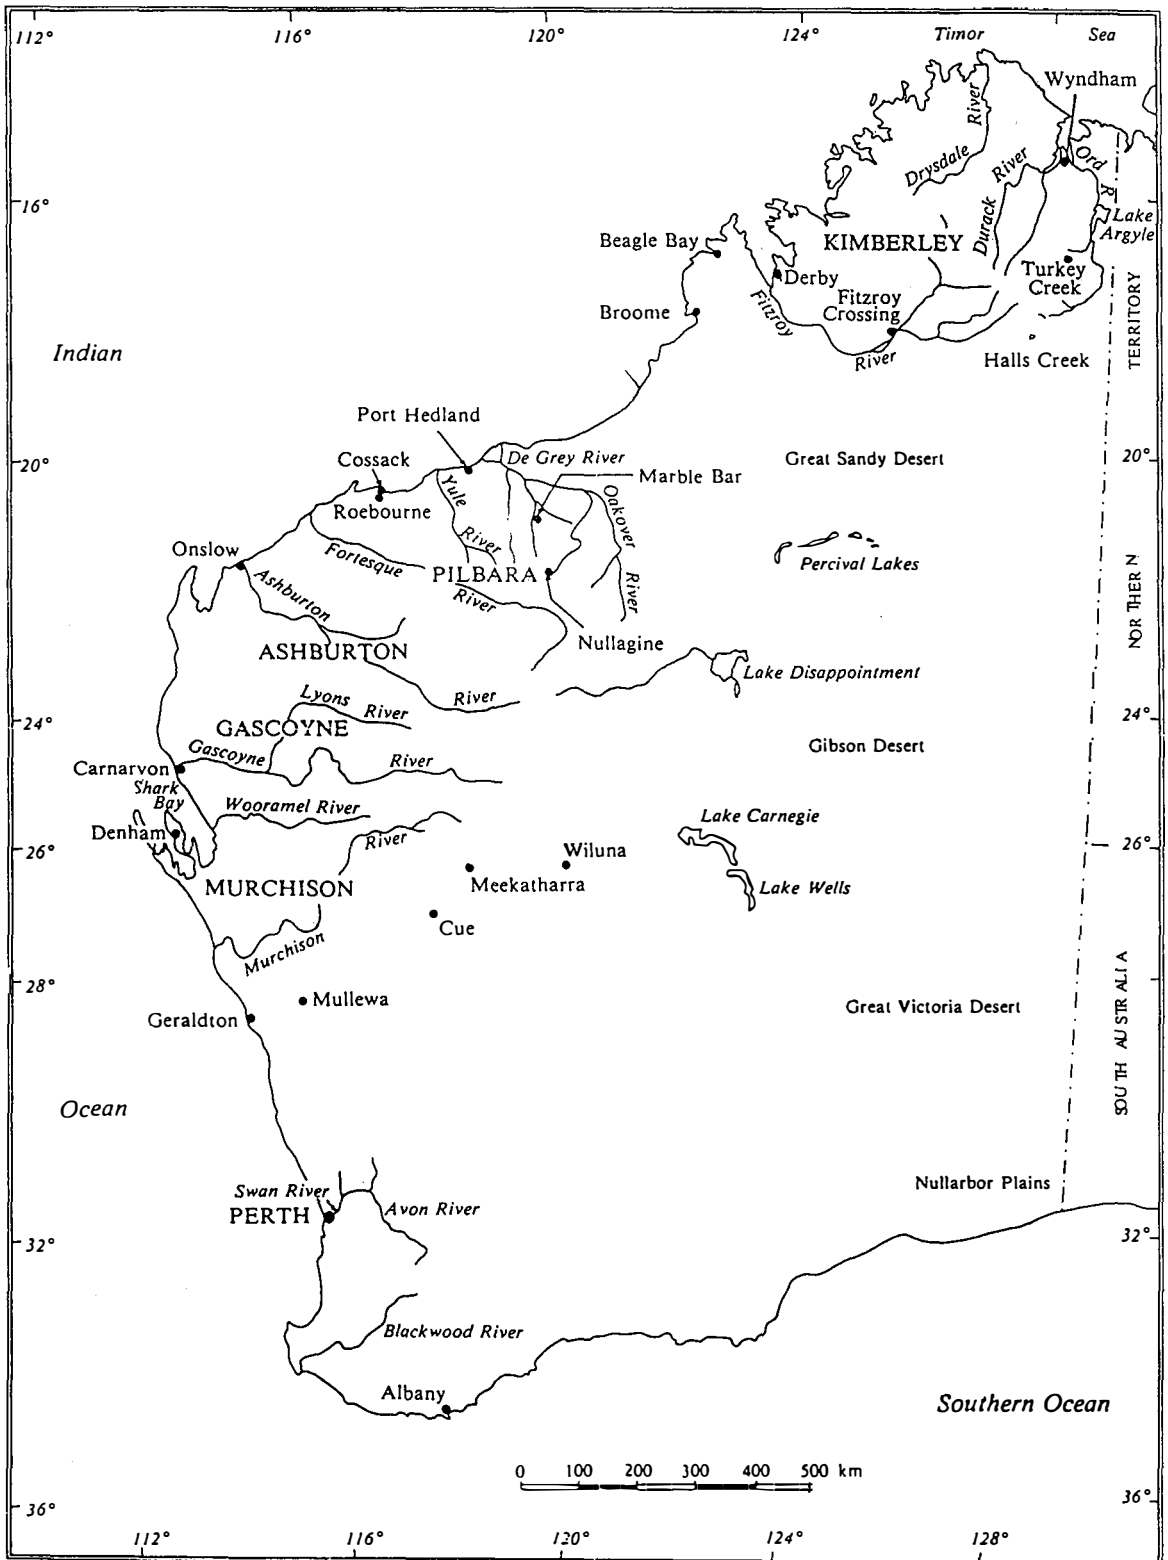 112°
116°
120°
124°
Timor
Sea
Wyndham
River
Drysdale
River
Ord
R
Durack
16°
Lake
Argyle
Beagle Bay
KIMBERLEY
Derby
Turkey
Creek
Fitzroy
Crossing
Fitzroy
River
Broome
Halls Creek
TERRITORY
Indian
Port Hedland
Cossack
De Grey River
Marble Bar
Great Sandy Desert
20°
20°
Roebourne
Yule
River
Oakover
River
Onslow
Fortesque
River
PILBARA
Percival Lakes
NORTHERN
Ashburton
Nullagine
ASHBURTON
Lake Disappointment
River
Lyons
River
24°
24°
GASCOYNE
Gibson Desert
Gascoyne
River
Carnarvon
Shark
Bay
Wooramel River
Lake Carnegie
Denham
River
Wiluna
26°
26°
MURCHISON
Meekatharra
Lake Wells
Cue
Murchison
28°
Mullewa
Great Victoria Desert
Geraldton
SOUTH AUSTRALIA
Ocean
Nullarbor Plains
Swan River
PERTH
Avon River
32°
32°
Blackwood River
Albany
Southern Ocean
0 100 200 300 400 500 km
36°
36°
112°
116°
120°
124°
128°